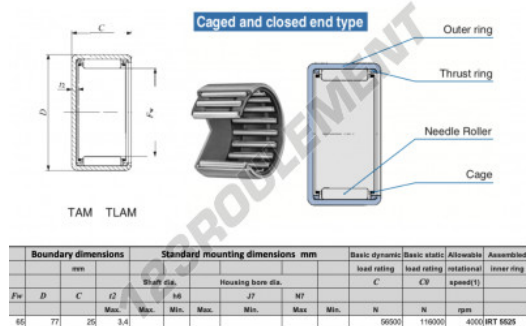 Caged and closed end type
C
Outer ring
t2
D
Fw
Thrust ring
Needle Roller
Cage
TAM TLAM
123ROULEMENT
Boundary dimensions Standard mounting dimensions mm Basic dynamic Basic static Allowable Assembled
mm load rating load rating rotational inner ring
Shaft dia. Housing bore dia. C C0 speed(1)
Fw D C t2 h6 J7 N7
Max. Max. Min. Max. Min. Max Min. N N rpm
65 77 25 3,4 56500 116000 4000 IRT 5525